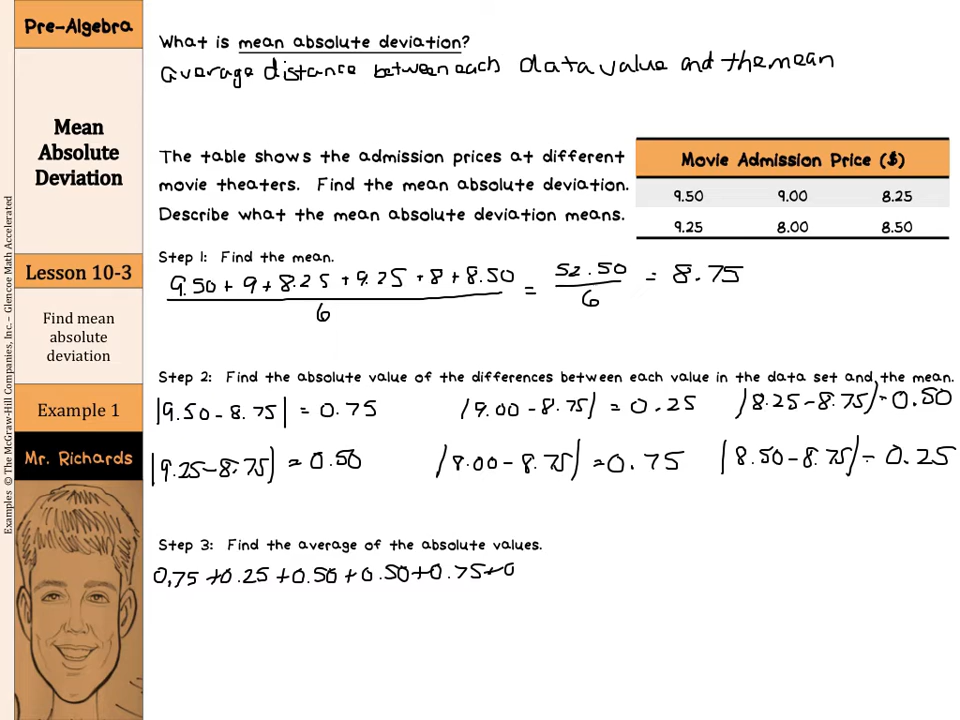 Pre-Algebra
Mean
Absolute
Deviation
Lesson 10-3
Find mean
absolute
deviation
Example 1
Mr. Richards
Examples © The McGraw-Hill Companies, Inc. – Glencoe Math Accelerated
What is mean absolute deviation?
average distance between each data value and the mean
The table shows the admission prices at different
movie theaters. Find the mean absolute deviation.
Describe what the mean absolute deviation means.
Movie Admission Price ($)
9.50 9.00 8.25
9.25 8.00 8.50
Step 1: Find the mean.
9.50 + 9 + 8.25 + 9.25 + 8 + 8.50 = 52.50 = 8.75
6 6
Step 2: Find the absolute value of the differences between each value in the data set and the mean.
|9.50 - 8.75| = 0.75 |9.00 - 8.75| = 0.25 |8.25 - 8.75| = 0.50
|9.25 - 8.75| = 0.50 |8.00 - 8.75| = 0.75 |8.50 - 8.75| = 0.25
Step 3: Find the average of the absolute values.
0.75 + 0.25 + 0.50 + 0.50 + 0.75 + 0